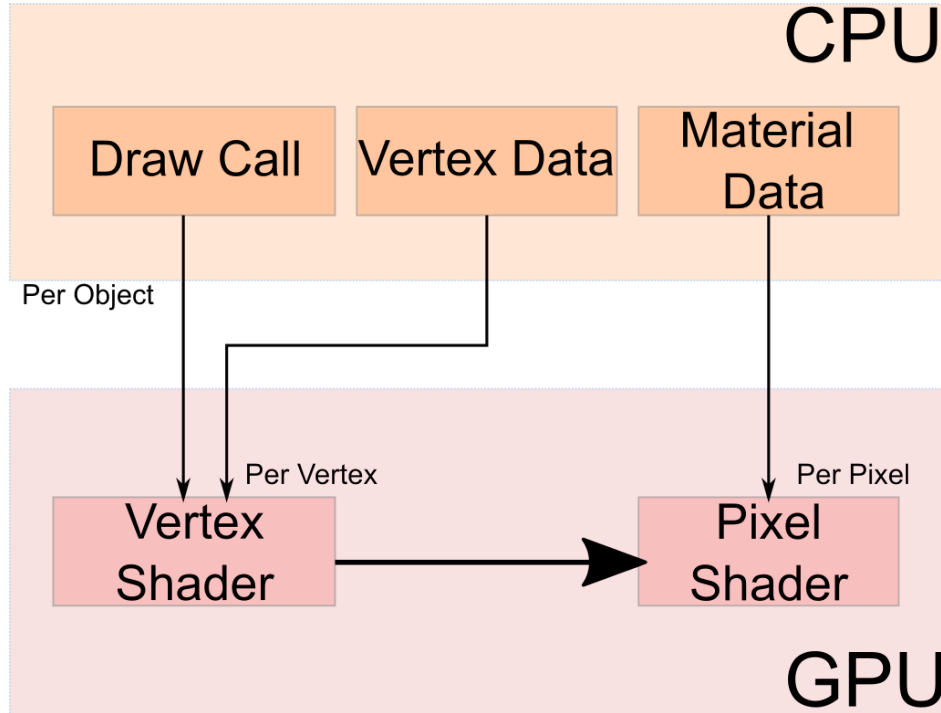 CPU
Draw Call
Vertex Data
Material
Data
Per Object
Per Vertex
Per Pixel
Vertex
Shader
Pixel
Shader
GPU